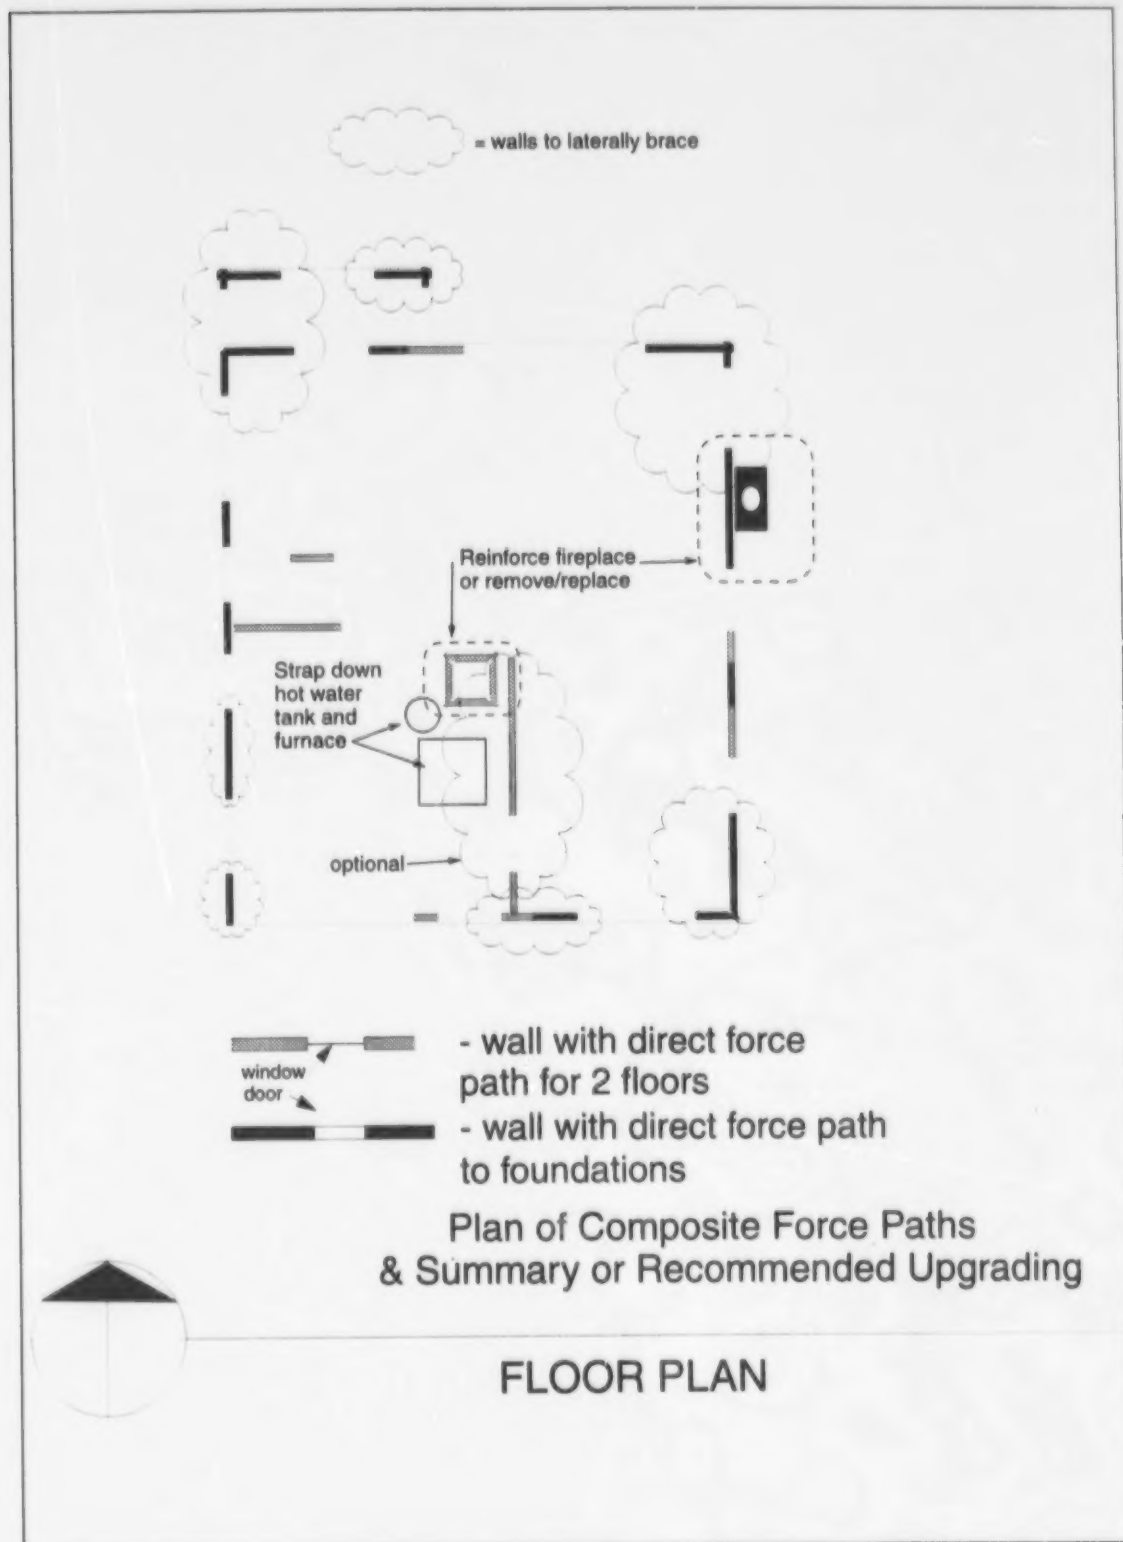 = walls to laterally brace
Reinforce fireplace
or remove/replace
Strap down
hot water
tank and
furnace
optional
- wall with direct force
path for 2 floors
window
door
- wall with direct force path
to foundations
Plan of Composite Force Paths
& Summary or Recommended Upgrading
FLOOR PLAN